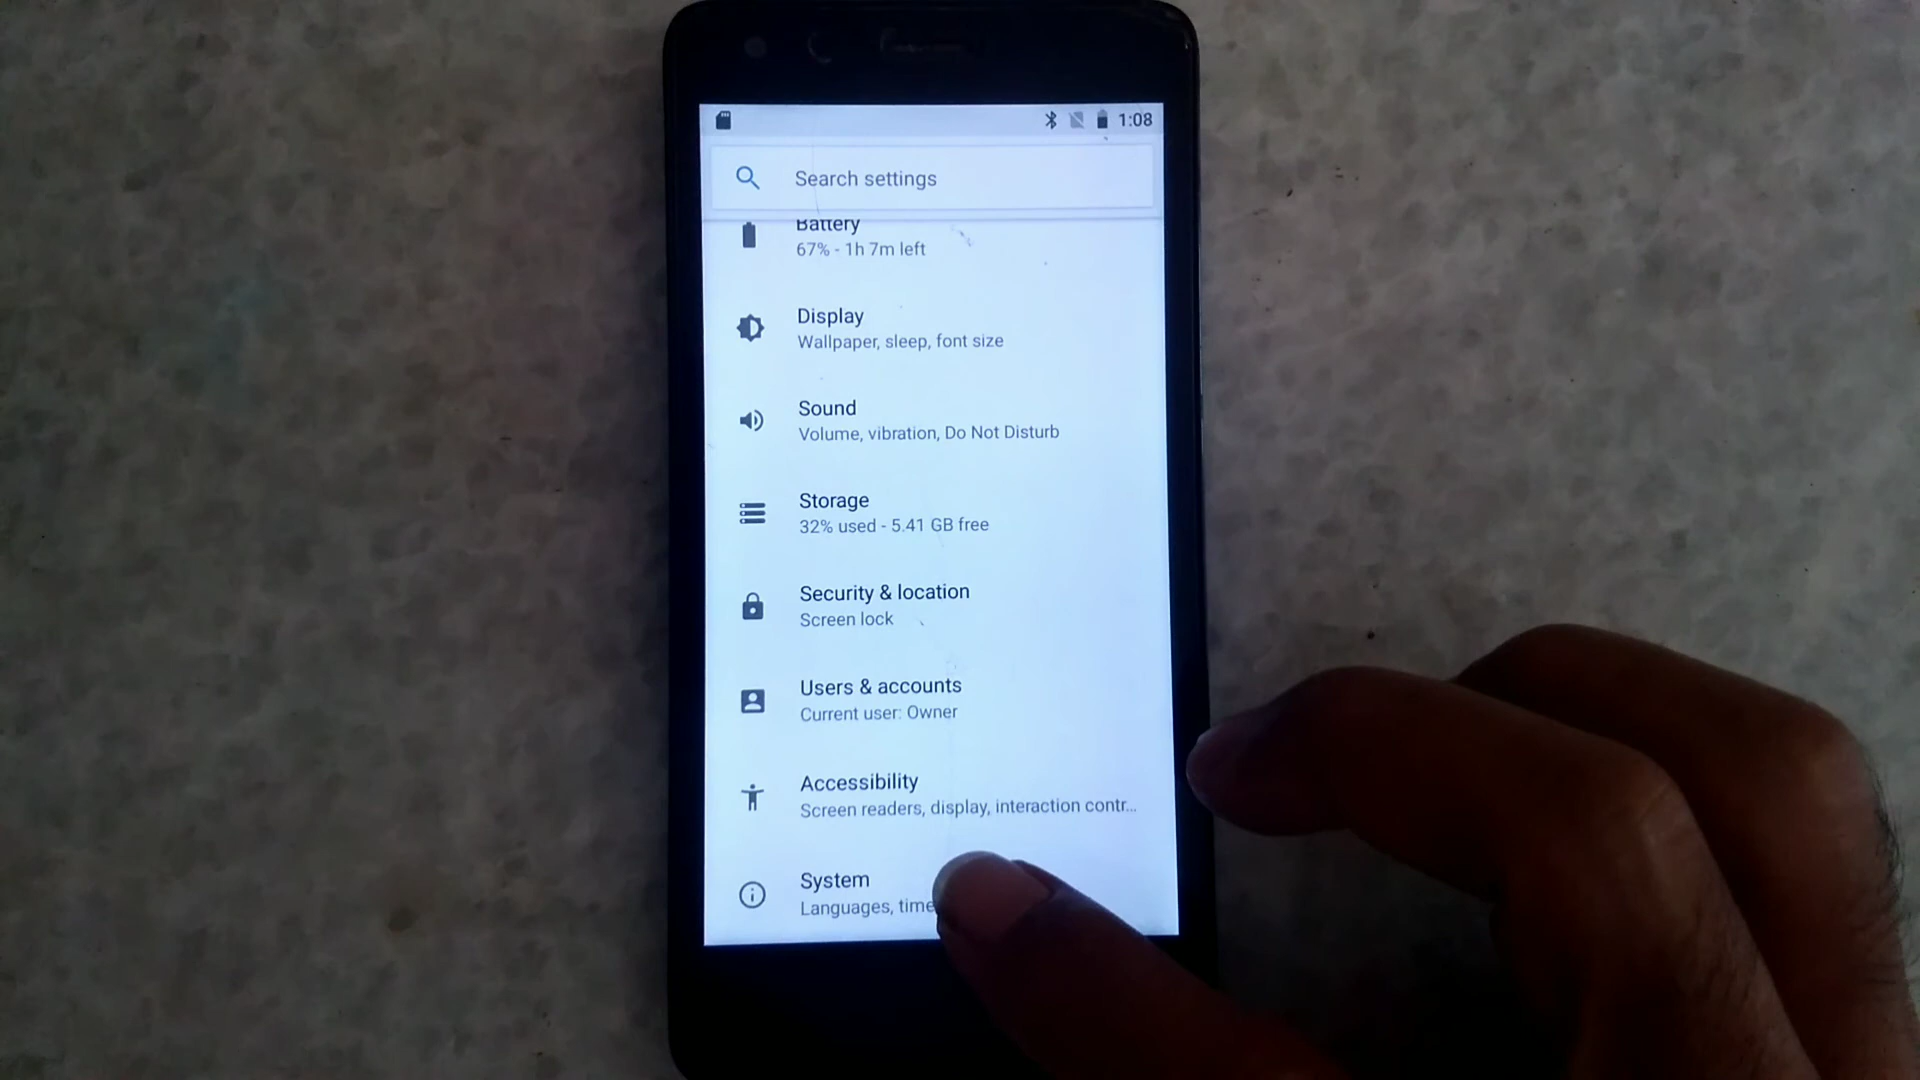 1:08
Search settings
Battery
67% - 1h 7m left
Display
Wallpaper, sleep, font size
Sound
Volume, vibration, Do Not Disturb
Storage
32% used - 5.41 GB free
Security & location
Screen lock
Users & accounts
Current user: Owner
Accessibility
Screen readers, display, interaction contr...
System
Languages, time